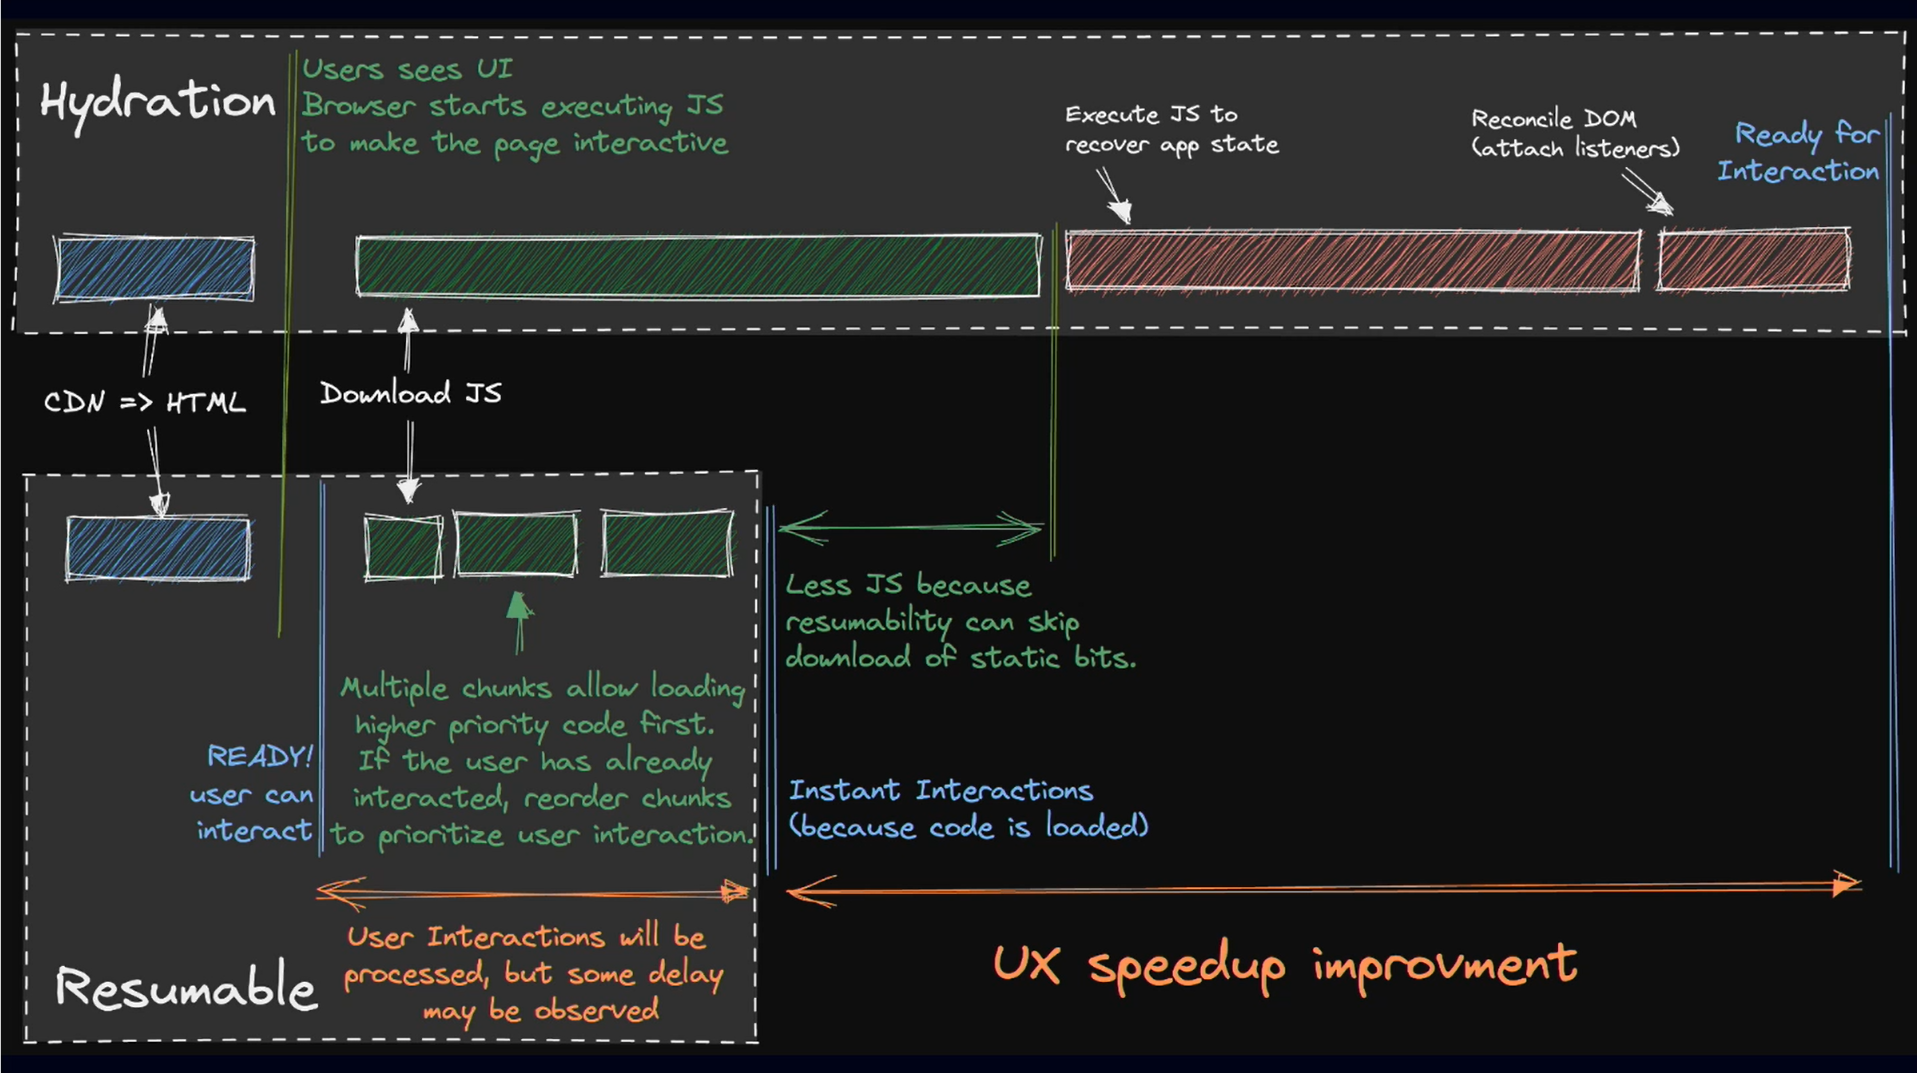 Hydration
Users sees UI
Browser starts executing JS
to make the page interactive
Execute JS to
recover app state
Reconcile DOM
(attach listeners)
Ready for
Interaction
CDN => HTML
Download JS
Less JS because
resumability can skip
download of static bits.
Multiple chunks allow loading
higher priority code first.
If the user has already
interacted, reorder chunks
to prioritize user interaction.
READY!
user can
interact
Instant Interactions
(because code is loaded)
User Interactions will be
processed, but some delay
may be observed
Resumable
UX speedup improvment